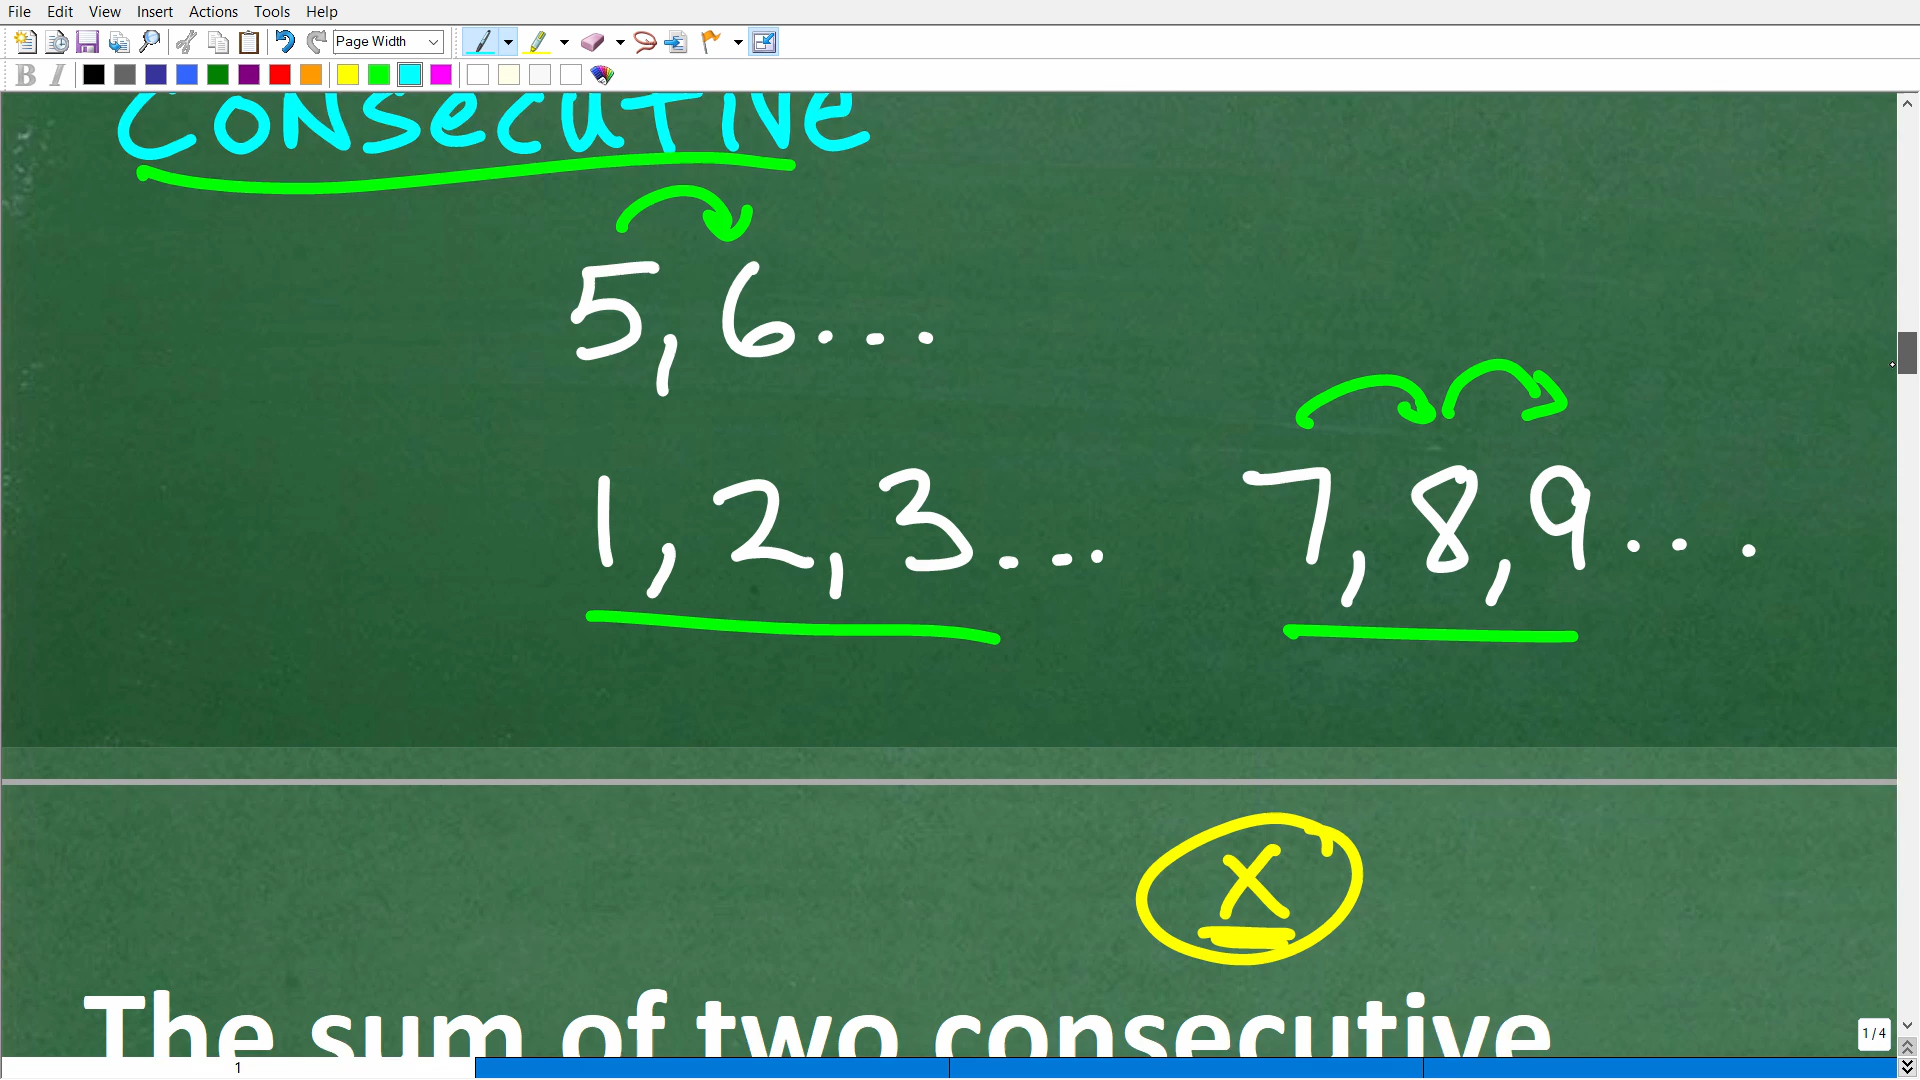 File Edit View Insert Actions Tools Help
Page Width
B I
Consecutive
5, 6...
1, 2, 3... 7, 8, 9...
x
The sum of two consecutive
1 / 4
1